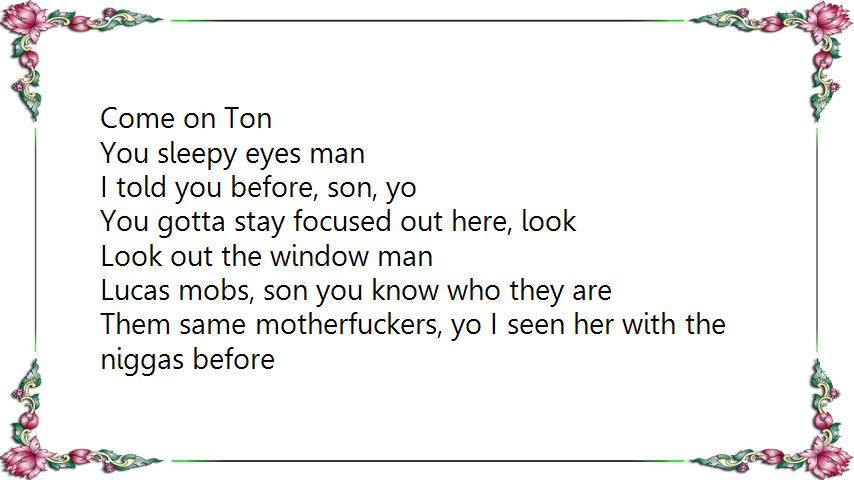 Come on Ton
You sleepy eyes man
I told you before, son, yo
You gotta stay focused out here, look
Look out the window man
Lucas mobs, son you know who they are
Them same motherfuckers, yo I seen her with the
niggas before